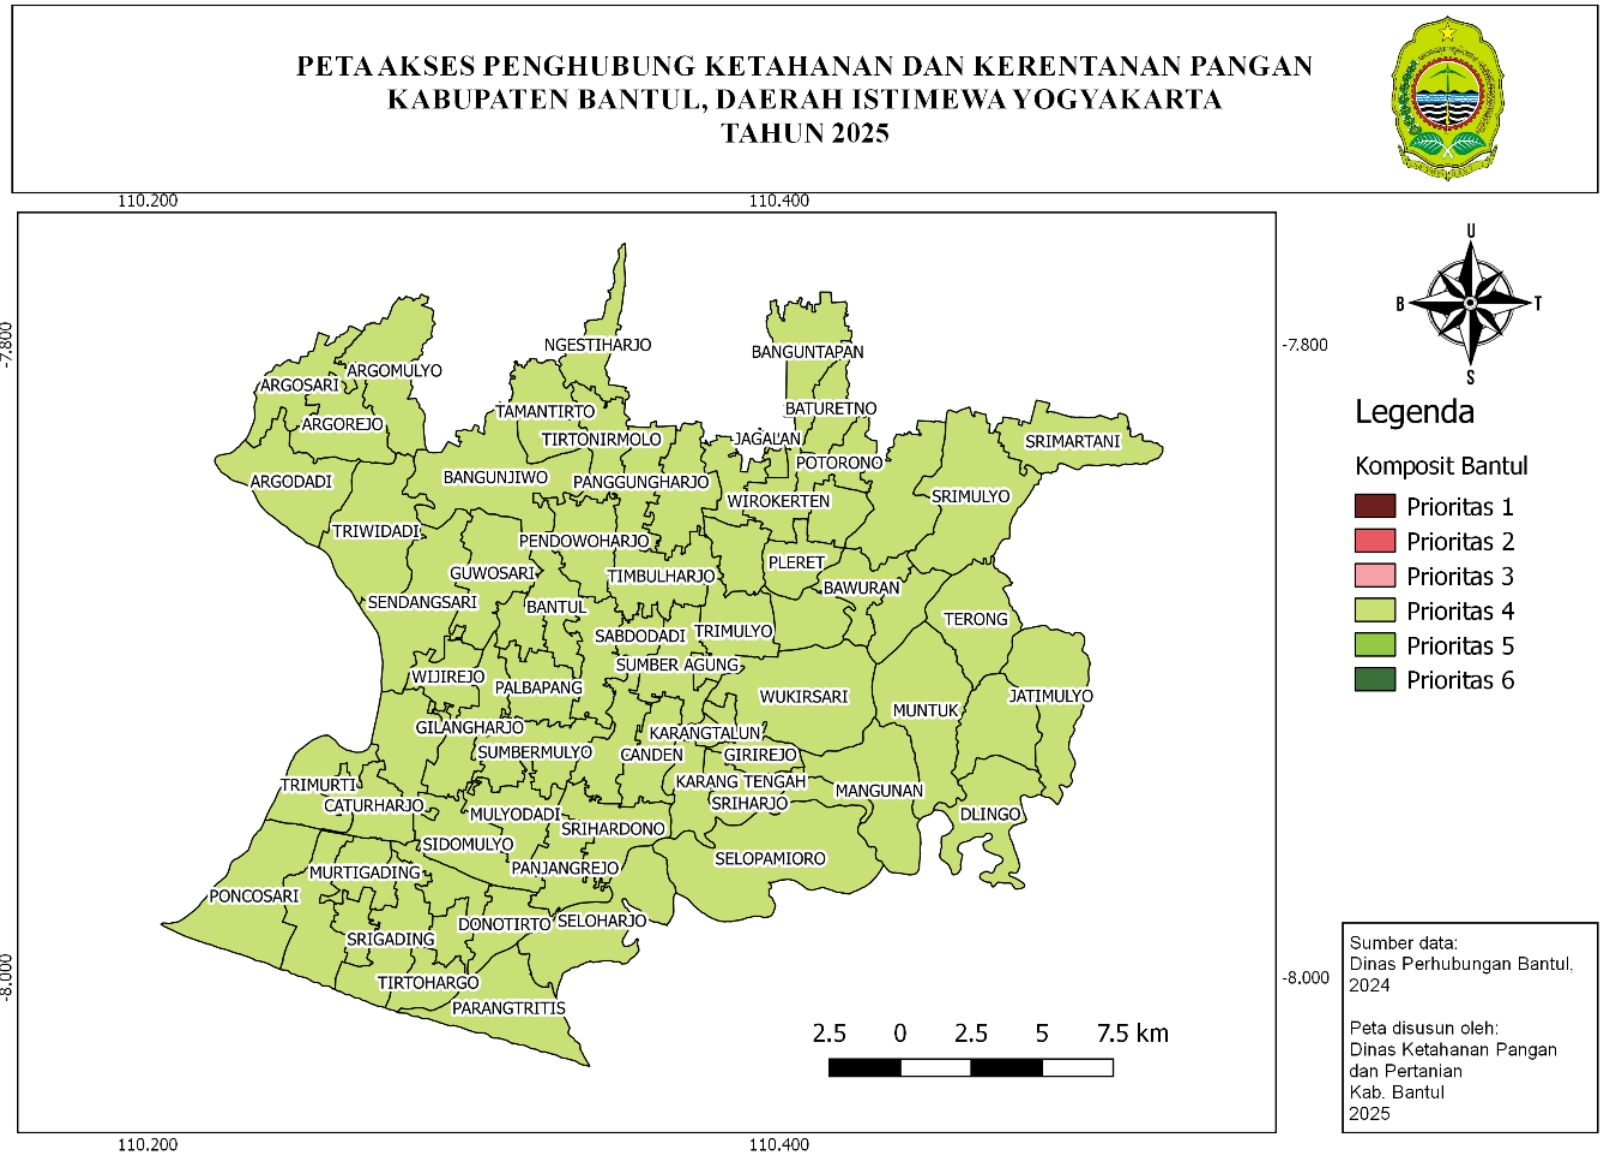 PETA AKSES PENGHUBUNG KETAHANAN DAN KERENTANAN PANGAN
KABUPATEN BANTUL, DAERAH ISTIMEWA YOGYAKARTA
TAHUN 2025
110.200
110.400
-7.800
-7.800
U
B
T
S
NGESTIHARJO
BANGUNTAPAN
ARGOMULYO
ARGOSARI
TAMANTIRTO
BATURETNO
ARGOREJO
TIRTONIRMOLO
JAGALAN
SRIMARTANI
POTORONO
ARGODADI
BANGUNJIWO
PANGGUNGHARJO
WIROKERTEN
SRIMULYO
TRIWIDADI
PENDOWOHARJO
PLERET
GUWOSARI
TIMBULHARJO
BAWURAN
SENDANGSARI
BANTUL
TERONG
SABDODADI
TRIMULYO
SUMBER AGUNG
WIJIREJO
PALBAPANG
WUKIRSARI
JATIMULYO
MUNTUK
GILANGHARJO
KARANGTALUN
SUMBERMULYO
CANDEN
GIRIREJO
TRIMURTI
KARANG TENGAH
MANGUNAN
CATURHARJO
SRIHARJO
MULYODADI
DLINGO
SRIHARDONO
SIDOMULYO
SELOPAMIORO
PANJANGREJO
MURTIGADING
PONCOSARI
DONOTIRTO
SELOHARJO
SRIGADING
TIRTOHARGO
PARANGTRITIS
-8.000
-8.000
2.5 0 2.5 5 7.5 km
110.200
110.400
Legenda
Komposit Bantul
Prioritas 1
Prioritas 2
Prioritas 3
Prioritas 4
Prioritas 5
Prioritas 6
Sumber data:
Dinas Perhubungan Bantul,
2024
Peta disusun oleh:
Dinas Ketahanan Pangan
dan Pertanian
Kab. Bantul
2025